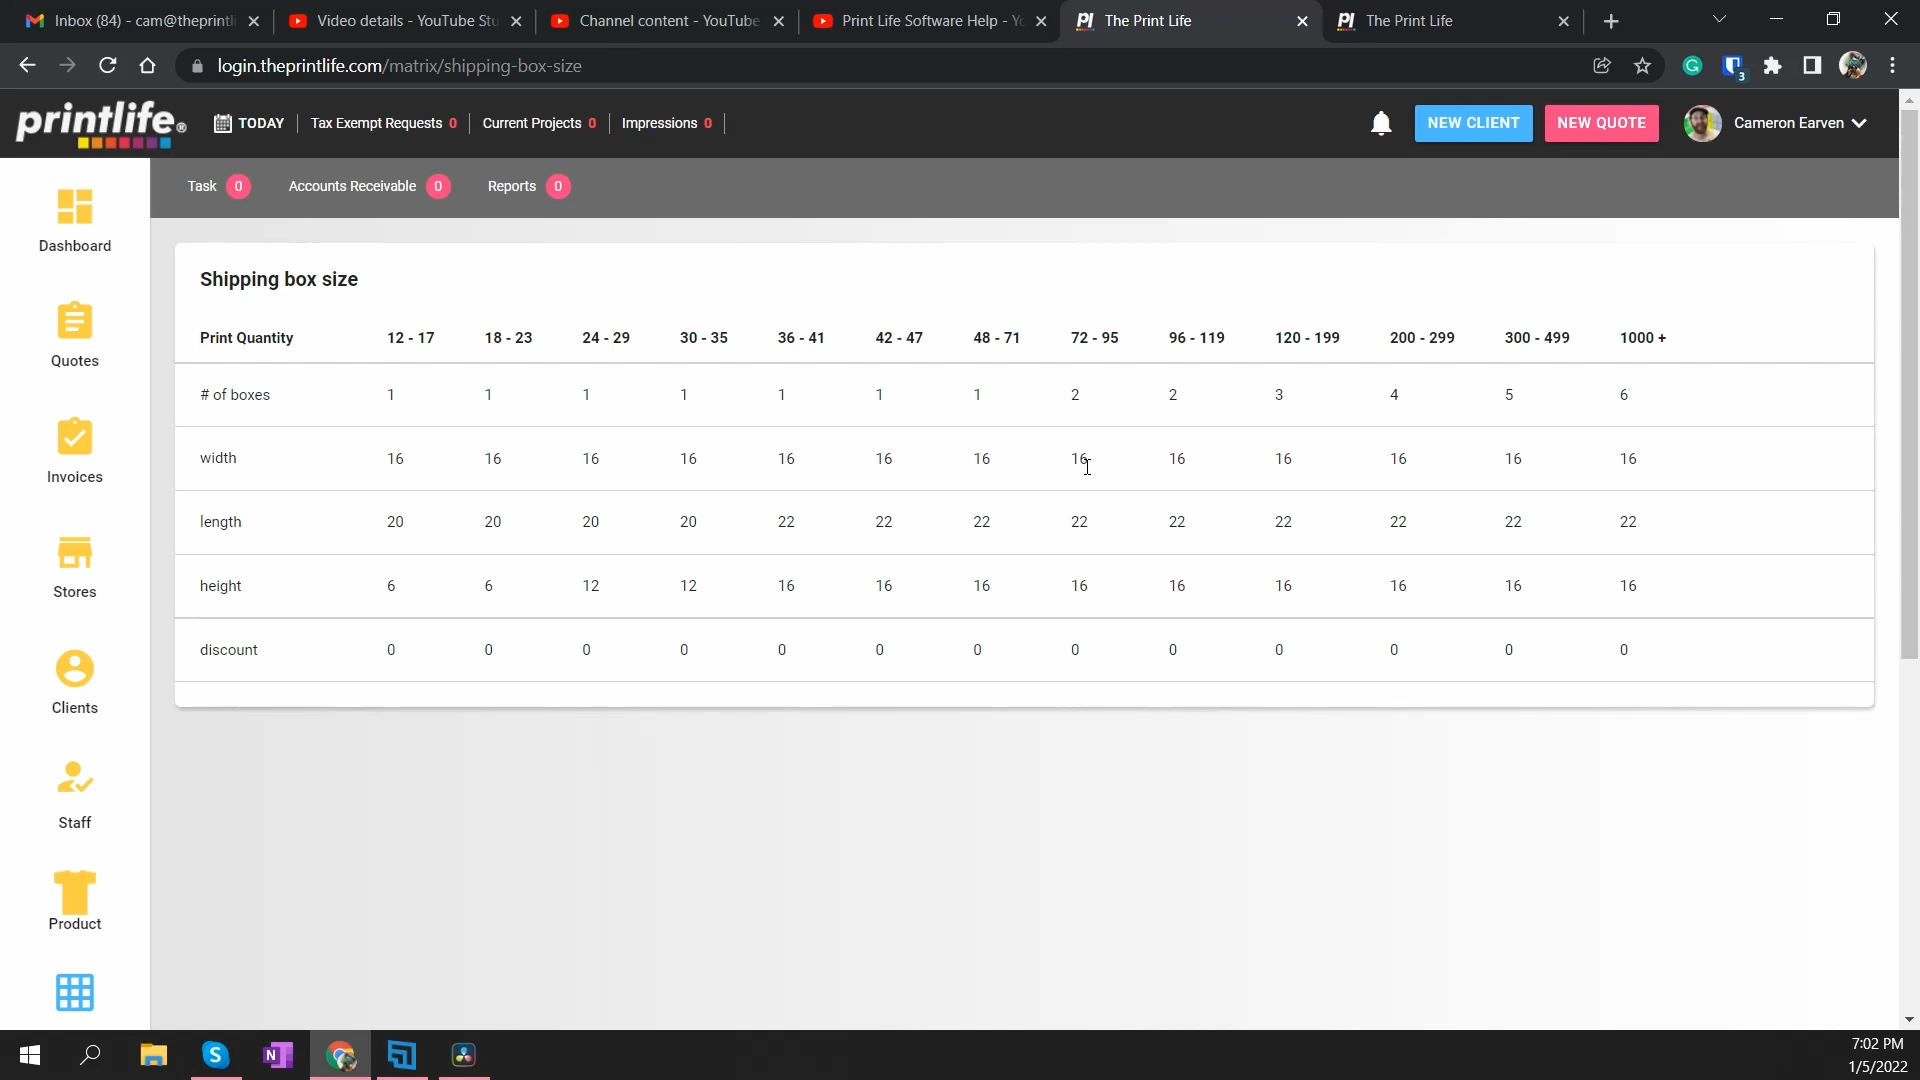 Inbox (84) - cam@theprintli
Video details - YouTube Stu
Channel content - YouTube
Print Life Software Help - Yo
The Print Life
The Print Life
login.theprintlife.com/matrix/shipping-box-size
3
printlife®
TODAY
Tax Exempt Requests 0
Current Projects 0
Impressions 0
NEW CLIENT
NEW QUOTE
Cameron Earven
Task 0
Accounts Receivable 0
Reports 0
Dashboard
Quotes
Invoices
Stores
Clients
Staff
Product
Shipping box size
Print Quantity 12 - 17 18 - 23 24 - 29 30 - 35 36 - 41 42 - 47 48 - 71 72 - 95 96 - 119 120 - 199 200 - 299 300 - 499 1000 +
# of boxes 1 1 1 1 1 1 1 2 2 3 4 5 6
width 16 16 16 16 16 16 16 16 16 16 16 16 16
length 20 20 20 20 22 22 22 22 22 22 22 22 22
height 6 6 12 12 16 16 16 16 16 16 16 16 16
discount 0 0 0 0 0 0 0 0 0 0 0 0 0
7:02 PM
1/5/2022